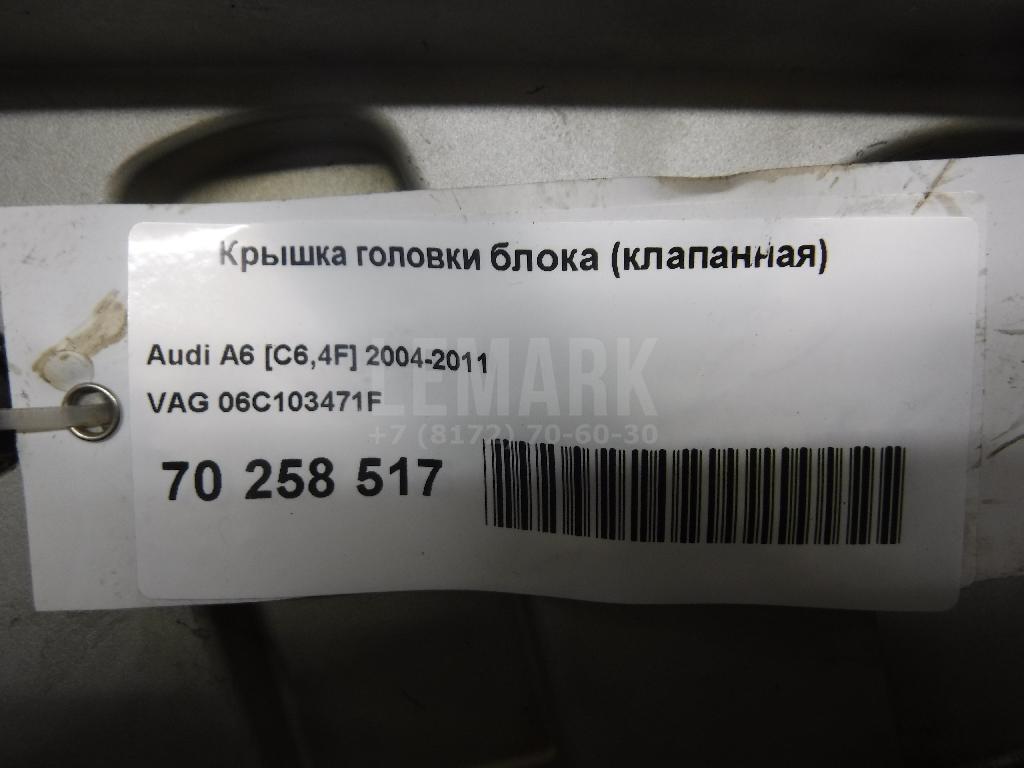 Крышка головки блока (клапанная)
Audi A6 [C6,4F] 2004-2011
VAG 06C103471F
LEMARK
+7 (8172) 70-60-30
70 258 517